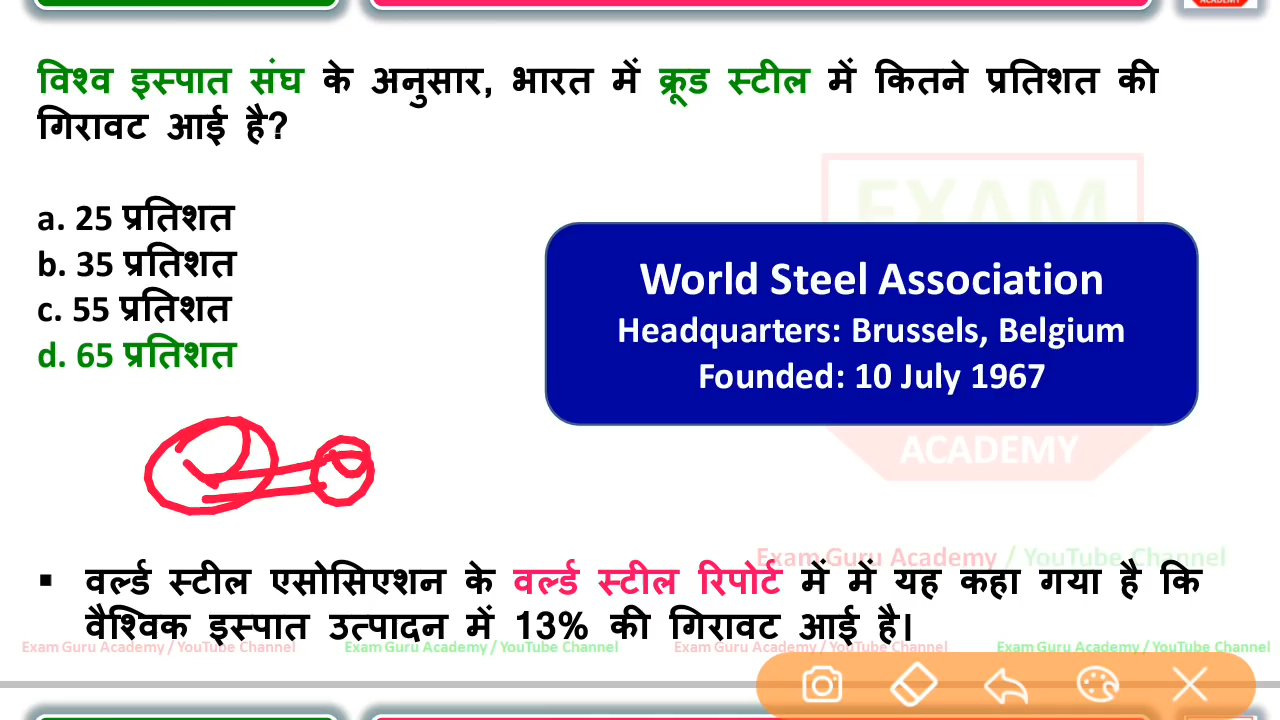 ACADEMY
विश्व इस्पात संघ के अनुसार, भारत में क्रूड स्टील में कितने प्रतिशत की
गिरावट आई है?
a. 25 प्रतिशत
b. 35 प्रतिशत
c. 55 प्रतिशत
d. 65 प्रतिशत
EXAM
World Steel Association
Headquarters: Brussels, Belgium
Founded: 10 July 1967
ACADEMY
Exam Guru Academy / YouTube Channel
▪ वर्ल्ड स्टील एसोसिएशन के वर्ल्ड स्टील रिपोर्ट में में यह कहा गया है कि
वैश्विक इस्पात उत्पादन में 13% की गिरावट आई है।
Exam Guru Academy / YouTube Channel Exam Guru Academy / YouTube Channel Exam Guru Academy / YouTube Channel Exam Guru Academy / YouTube Channel